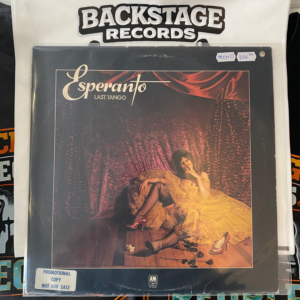 BACKSTAGE
RECORDS
Esperanto
LAST TANGO
PROMOTIONAL
COPY
NOT FOR SALE
A&M